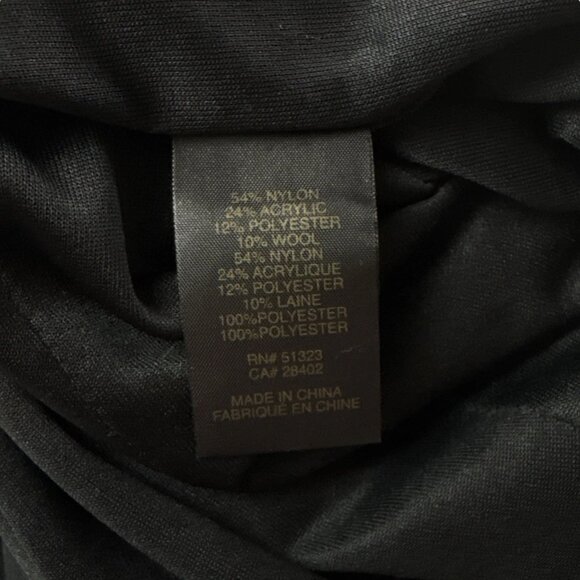 54% NYLON
24% ACRYLIC
12% POLYESTER
10% WOOL
54% NYLON
24% ACRYLIQUE
12% POLYESTER
10% LAINE
100%POLYESTER
100%POLYESTER
RN# 51323
CA# 28402
MADE IN CHINA
FABRIQUÉ EN CHINE